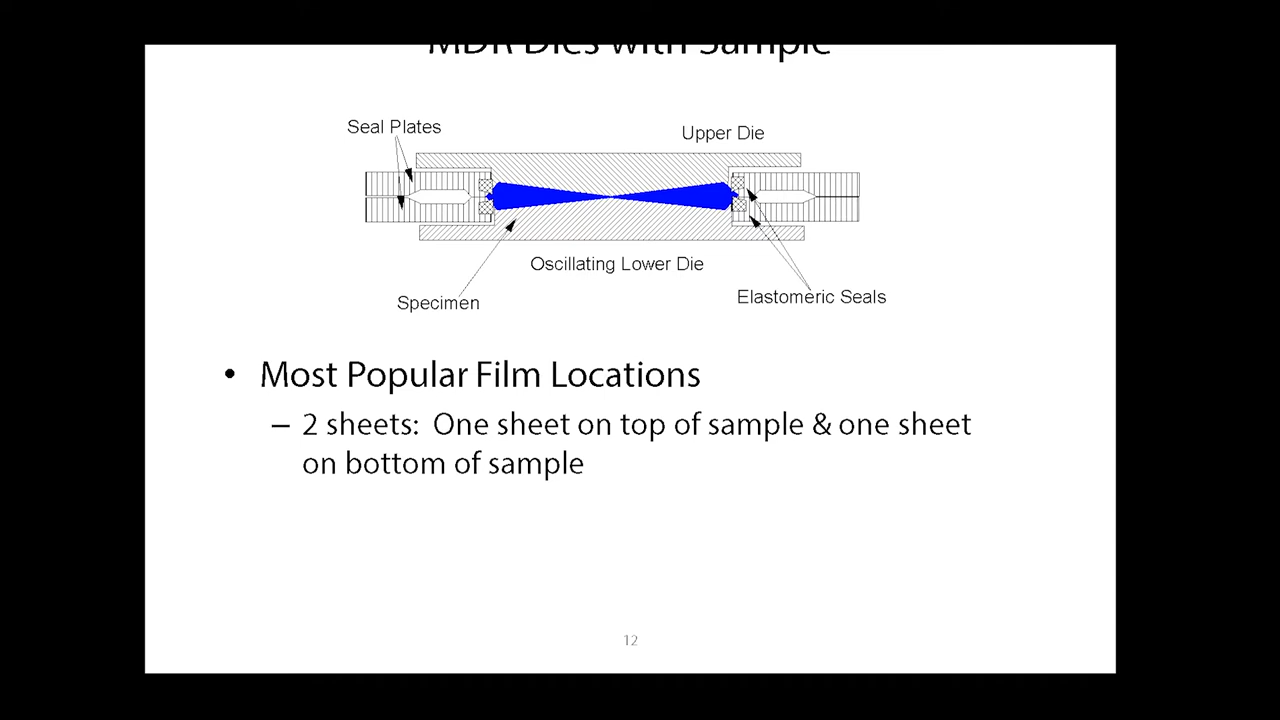 MDR Dies with Sample
Seal Plates
Upper Die
Oscillating Lower Die
Specimen
Elastomeric Seals
• Most Popular Film Locations
– 2 sheets: One sheet on top of sample & one sheet
on bottom of sample
12